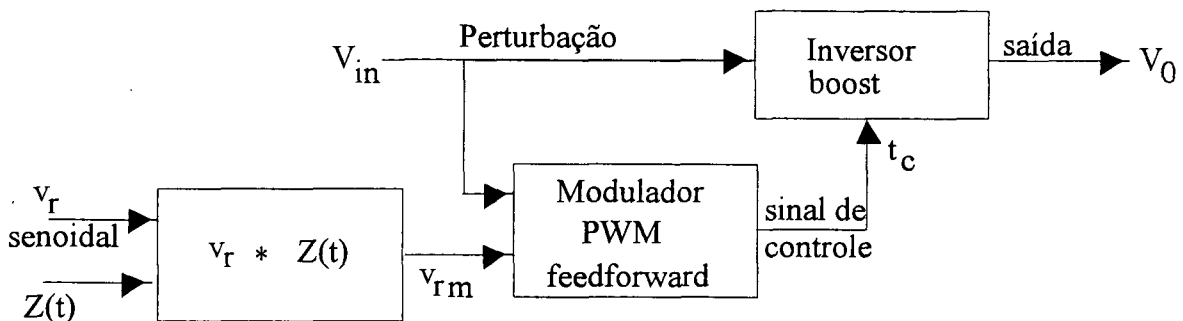 Perturbação
V_in
Inversor
boost
saída
V_0
t_c
v_r
senoidal
Z(t)
v_r * Z(t)
v_rm
Modulador
PWM
feedforward
sinal de
controle